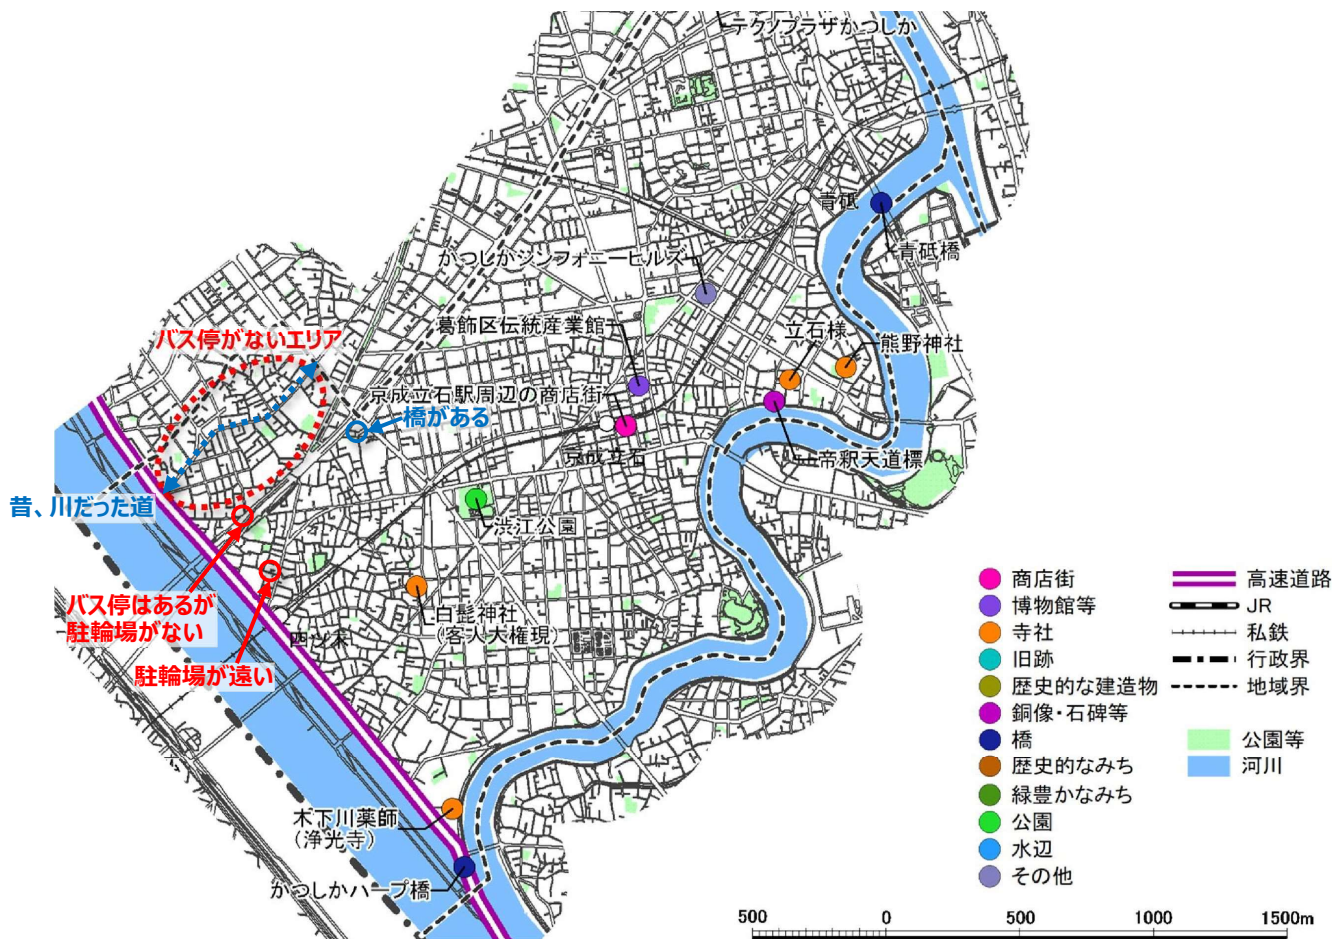 テクノプラザかつしか
青砥
青砥橋
かつしかシンフォニーヒルズ
葛飾区伝統産業館
立石様
熊野神社
バス停がないエリア
京成立石駅周辺の商店街
橋がある
京成立石
帝釈天道標
昔、川だった道
渋江公園
バス停はあるが
駐輪場がない
白髭神社
(客人大権現)
四ツ木
駐輪場が遠い
木下川薬師
(浄光寺)
かつしかハープ橋
商店街
博物館等
寺社
旧跡
歴史的な建造物
銅像・石碑等
橋
歴史的なみち
緑豊かなみち
公園
水辺
その他
高速道路
JR
私鉄
行政界
地域界
公園等
河川
500 0 500 1000 1500m